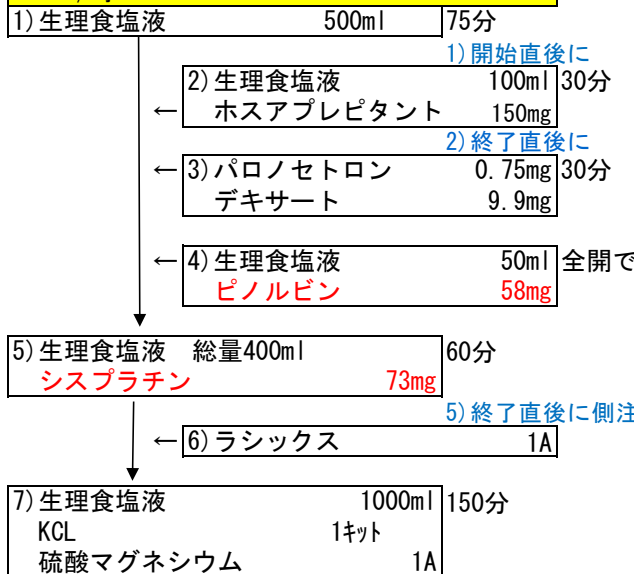 1)生理食塩液 500ml 75分
1)開始直後に
2)生理食塩液 100ml 30分
← ホスアプレピタント 150mg
2)終了直後に
← 3)パロノセトロン 0.75mg 30分
デキサート 9.9mg
← 4)生理食塩液 50ml 全開で
ピノルビン 58mg
5)生理食塩液 総量400ml 60分
シスプラチン 73mg
5)終了直後に側注
← 6)ラシックス 1A
7)生理食塩液 1000ml 150分
KCL 1キット
硫酸マグネシウム 1A